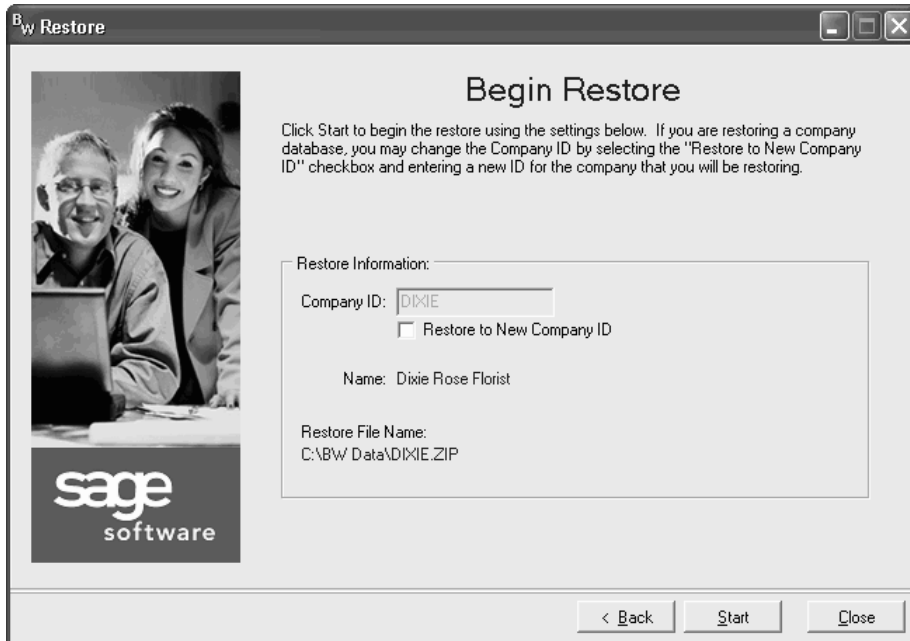 BW Restore
Begin Restore
Click Start to begin the restore using the settings below. If you are restoring a company
database, you may change the Company ID by selecting the "Restore to New Company
ID" checkbox and entering a new ID for the company that you will be restoring.
Restore Information:
Company ID: DIXIE
Restore to New Company ID
Name: Dixie Rose Florist
Restore File Name:
C:\BW Data\DIXIE.ZIP
sage
software
< Back Start Close